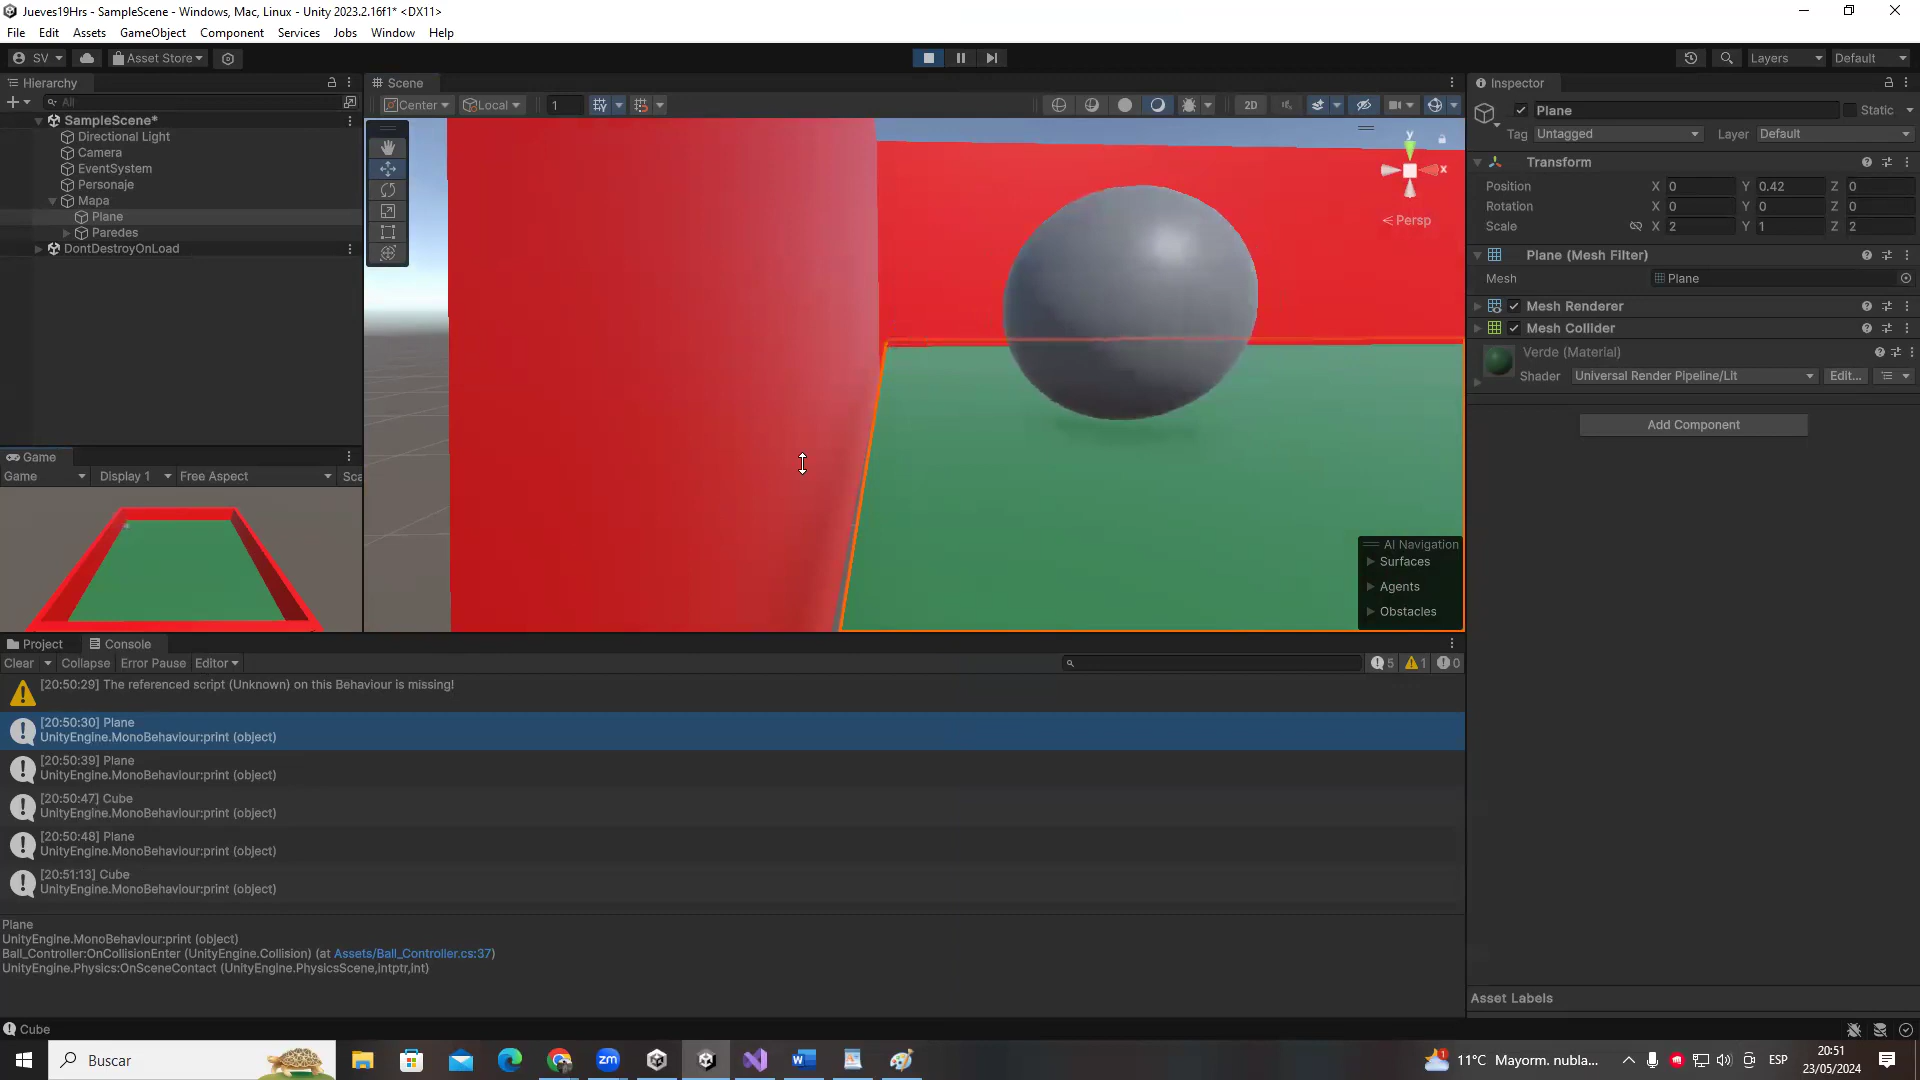 Jueves19Hrs - SampleScene - Windows, Mac, Linux - Unity 2023.2.16f1* <DX11>
File Edit Assets GameObject Component Services Jobs Window Help
SV Asset Store Layers Default
Hierarchy
All
SampleScene*
Directional Light
Camera
EventSystem
Personaje
Mapa
Plane
Paredes
DontDestroyOnLoad
Scene
Center Local 1 2D
y
x
Persp
AI Navigation
Surfaces
Agents
Obstacles
Game
Game Display 1 Free Aspect Sca
Inspector
Plane Static
Tag Untagged Layer Default
Transform
Position X 0 Y 0.42 Z 0
Rotation X 0 Y 0 Z 0
Scale X 2 Y 1 Z 2
Plane (Mesh Filter)
Mesh Plane
Mesh Renderer
Mesh Collider
Verde (Material)
Shader Universal Render Pipeline/Lit Edit...
Add Component
Asset Labels
Project Console
Clear Collapse Error Pause Editor 5 1 0
[20:50:29] The referenced script (Unknown) on this Behaviour is missing!
[20:50:30] Plane
UnityEngine.MonoBehaviour:print (object)
[20:50:39] Plane
UnityEngine.MonoBehaviour:print (object)
[20:50:47] Cube
UnityEngine.MonoBehaviour:print (object)
[20:50:48] Plane
UnityEngine.MonoBehaviour:print (object)
[20:51:13] Cube
UnityEngine.MonoBehaviour:print (object)
Plane
UnityEngine.MonoBehaviour:print (object)
Ball_Controller:OnCollisionEnter (UnityEngine.Collision) (at Assets/Ball_Controller.cs:37)
UnityEngine.Physics:OnSceneContact (UnityEngine.PhysicsScene,intptr,int)
Cube
Buscar
zm
1
11°C Mayorm. nubla...
ESP
20:51
23/05/2024